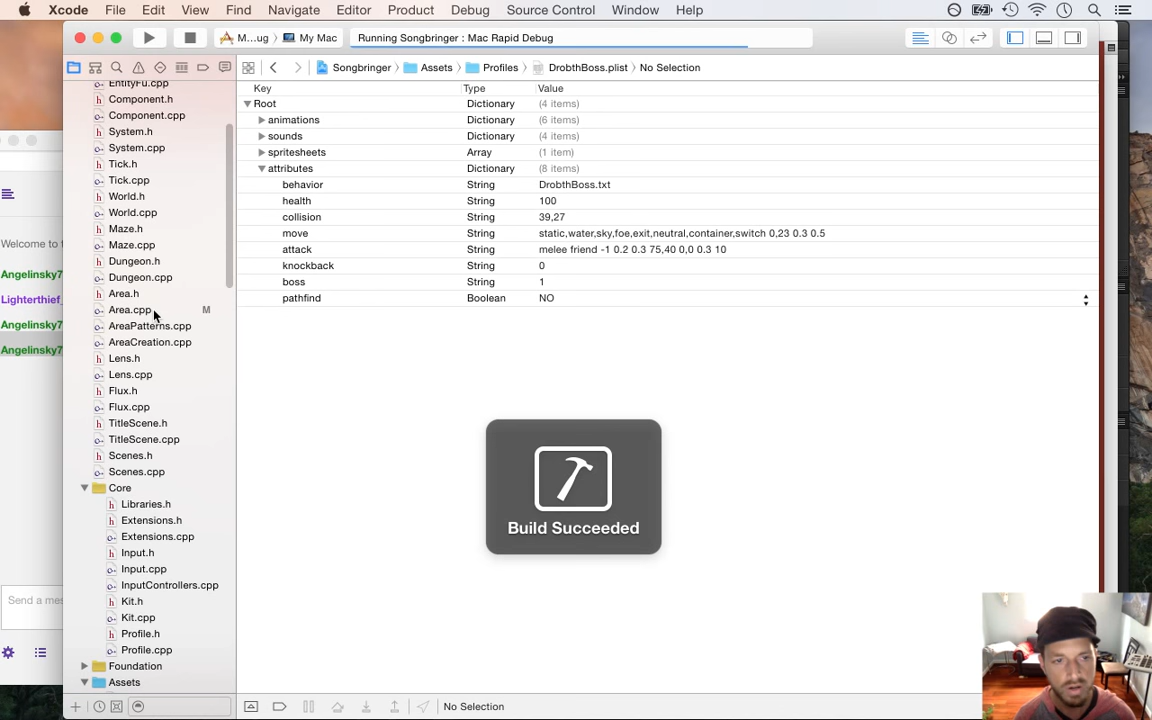 Xcode File Edit View Find Navigate Editor Product Debug Source Control Window Help
M...ug My Mac Running Songbringer : Mac Rapid Debug
Songbringer Assets Profiles DrobthBoss.plist No Selection
Key Type Value
Root Dictionary (4 items)
animations Dictionary (6 items)
sounds Dictionary (4 items)
spritesheets Array (1 item)
attributes Dictionary (8 items)
behavior String DrobthBoss.txt
health String 100
collision String 39,27
move String static,water,sky,foe,exit,neutral,container,switch 0,23 0.3 0.5
attack String melee friend -1 0.2 0.3 75,40 0,0 0.3 10
knockback String 0
boss String 1
pathfind Boolean NO
EntityFu.cpp
Component.h
Component.cpp
System.h
System.cpp
Tick.h
Tick.cpp
World.h
World.cpp
Maze.h
Maze.cpp
Dungeon.h
Dungeon.cpp
Area.h
Area.cpp M
AreaPatterns.cpp
AreaCreation.cpp
Lens.h
Lens.cpp
Flux.h
Flux.cpp
TitleScene.h
TitleScene.cpp
Scenes.h
Scenes.cpp
Core
Libraries.h
Extensions.h
Extensions.cpp
Input.h
Input.cpp
InputControllers.cpp
Kit.h
Kit.cpp
Profile.h
Profile.cpp
Foundation
Assets
Build Succeeded
No Selection
Welcome to
Angelinsky7
Lighterthief_
Angelinsky7
Angelinsky7
Send a